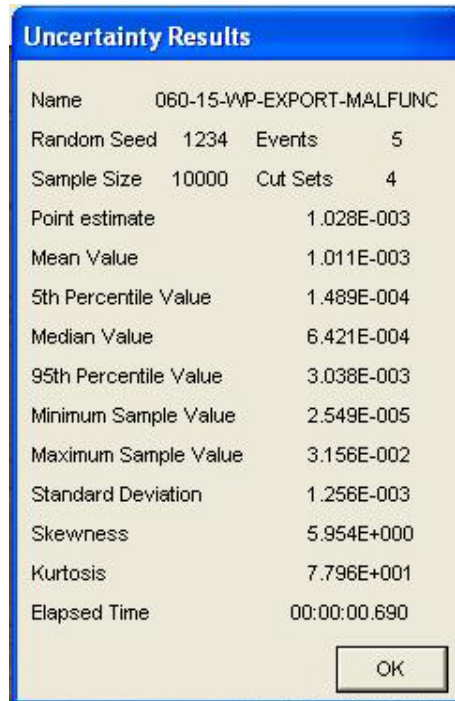 Uncertainty Results
Name 060-15-WP-EXPORT-MALFUNC
Random Seed 1234 Events 5
Sample Size 10000 Cut Sets 4
Point estimate 1.028E-003
Mean Value 1.011E-003
5th Percentile Value 1.489E-004
Median Value 6.421E-004
95th Percentile Value 3.038E-003
Minimum Sample Value 2.549E-005
Maximum Sample Value 3.156E-002
Standard Deviation 1.256E-003
Skewness 5.954E+000
Kurtosis 7.796E+001
Elapsed Time 00:00:00.690
OK